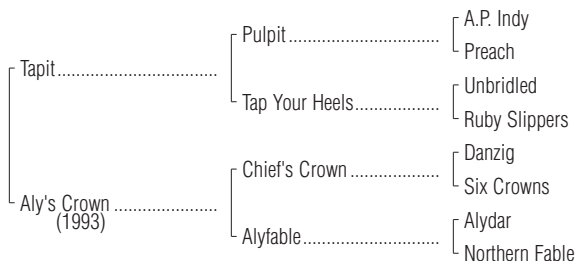 A.P. Indy
Pulpit...............................
Preach
Tapit.................................
Unbridled
Tap Your Heels.................
Ruby Slippers
Danzig
Chief's Crown ..................
Six Crowns
Aly's Crown .....................
(1993)
Alydar
Alyfable............................
Northern Fable